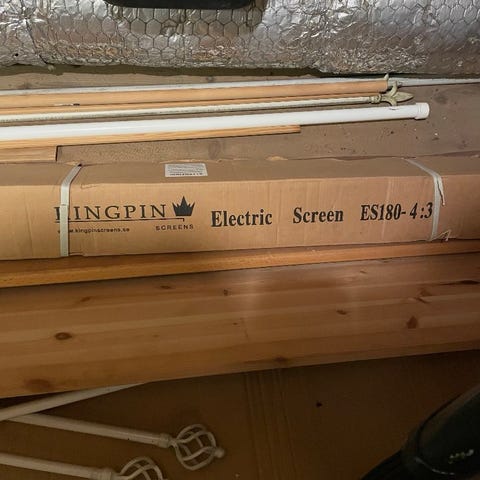 KINGPIN
SCREENS
www.kingpinscreens.se
Electric Screen ES180-4:3